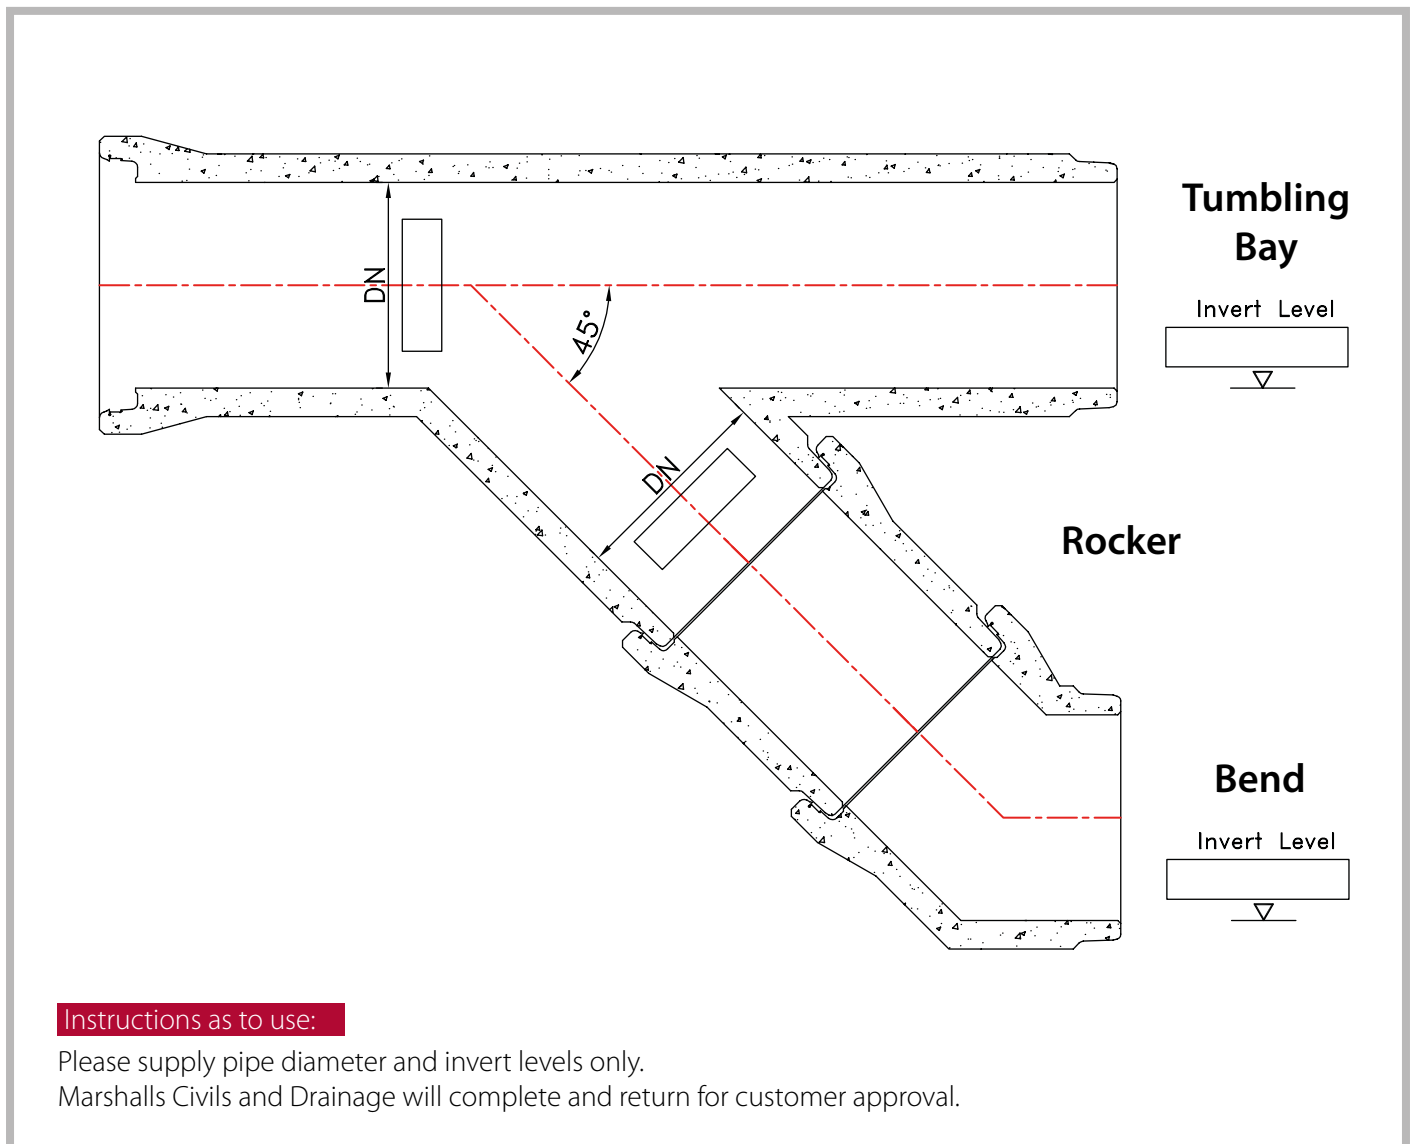 Tumbling
Bay
Invert Level
DN
45°
DN
Rocker
Bend
Invert Level
Instructions as to use:
Please supply pipe diameter and invert levels only.
Marshalls Civils and Drainage will complete and return for customer approval.